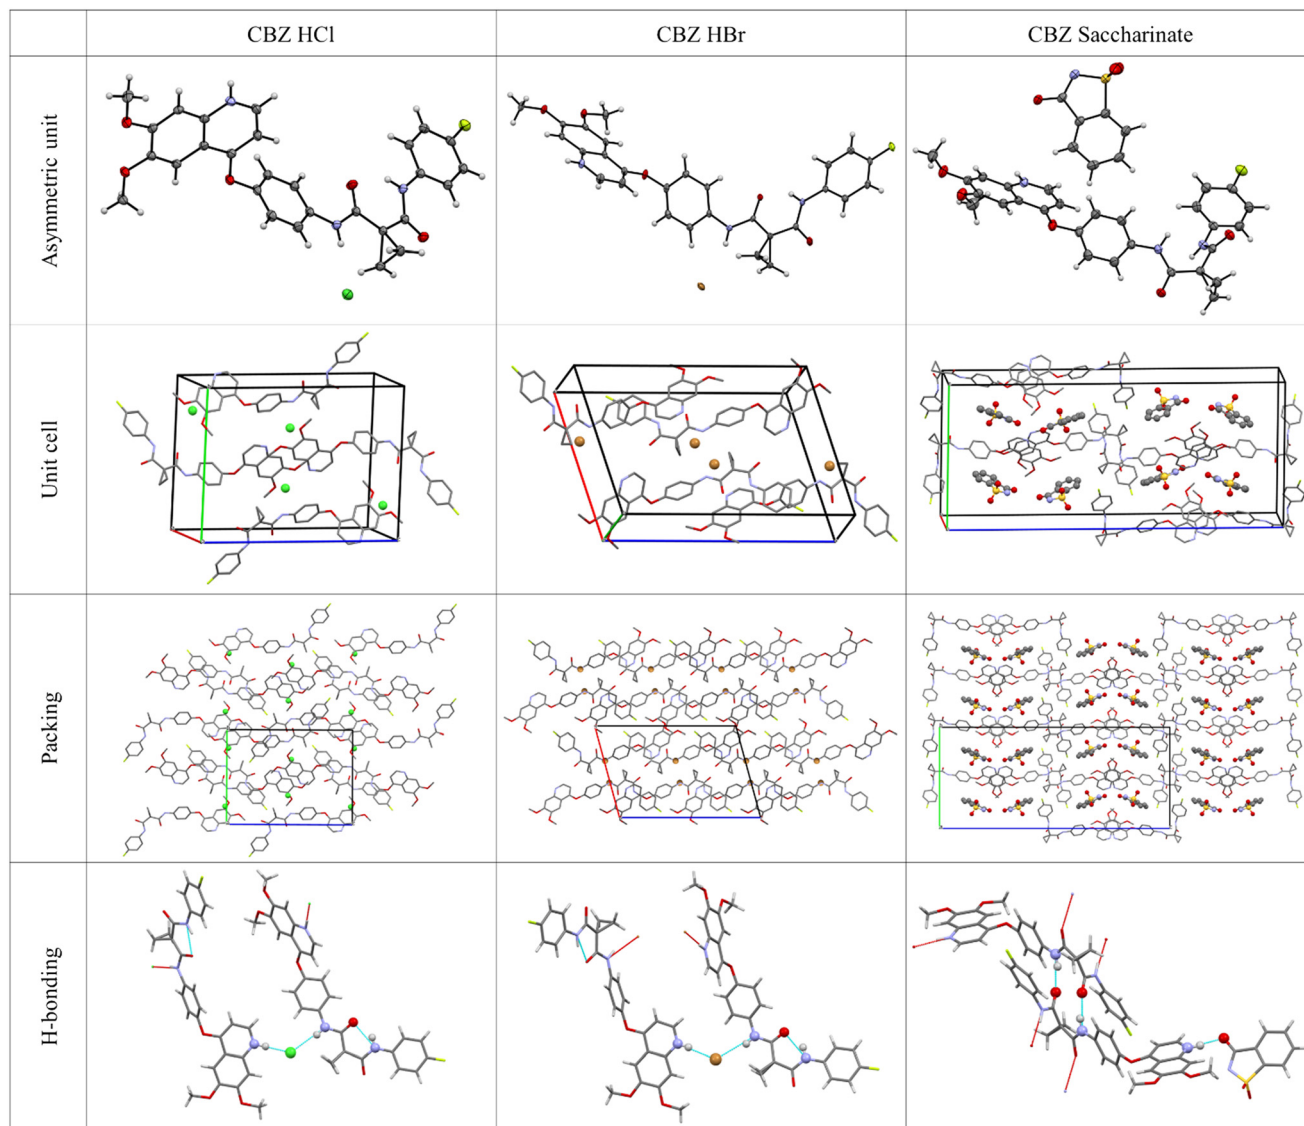 CBZ HCl
CBZ HBr
CBZ Saccharinate
Asymmetric unit
Unit cell
Packing
H-bonding